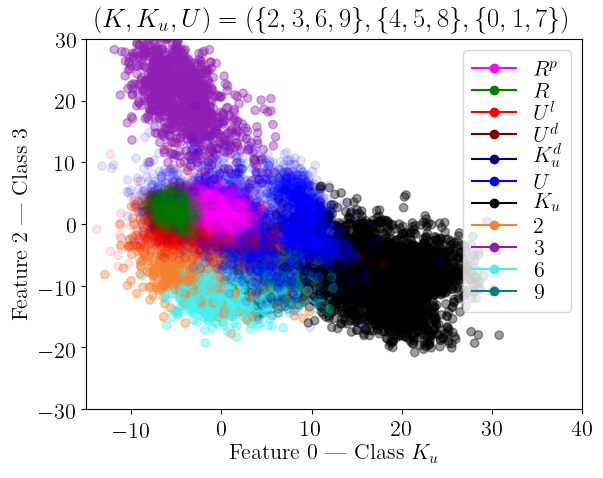 (K, K_u, U) = ({2, 3, 6, 9}, {4, 5, 8}, {0, 1, 7})
30
20
10
0
−10
−20
−30
Feature 2 — Class 3
R^p
R
U^l
U^d
K_u^d
U
K_u
2
3
6
9
−10
0
10
20
30
40
Feature 0 — Class K_u